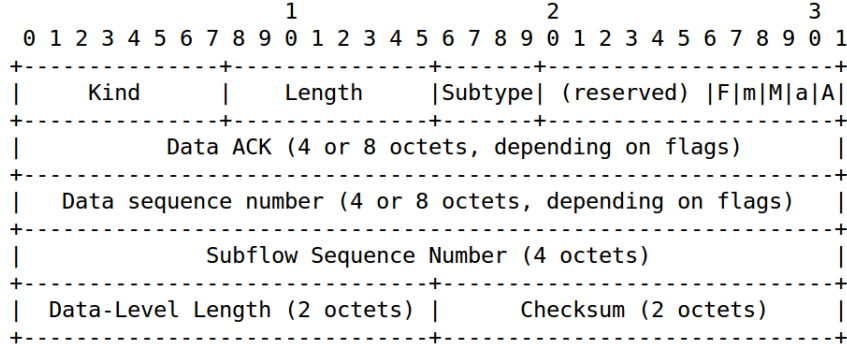 1                   2                   3
 0 1 2 3 4 5 6 7 8 9 0 1 2 3 4 5 6 7 8 9 0 1 2 3 4 5 6 7 8 9 0 1
+---------------+---------------+-------+----------------------+
|     Kind      |    Length     |Subtype| (reserved) |F|m|M|a|A|
+---------------+---------------+-------+----------------------+
|           Data ACK (4 or 8 octets, depending on flags)       |
+--------------------------------------------------------------+
|   Data sequence number (4 or 8 octets, depending on flags)   |
+--------------------------------------------------------------+
|              Subflow Sequence Number (4 octets)              |
+-------------------------------+------------------------------+
|  Data-Level Length (2 octets) |      Checksum (2 octets)     |
+-------------------------------+------------------------------+